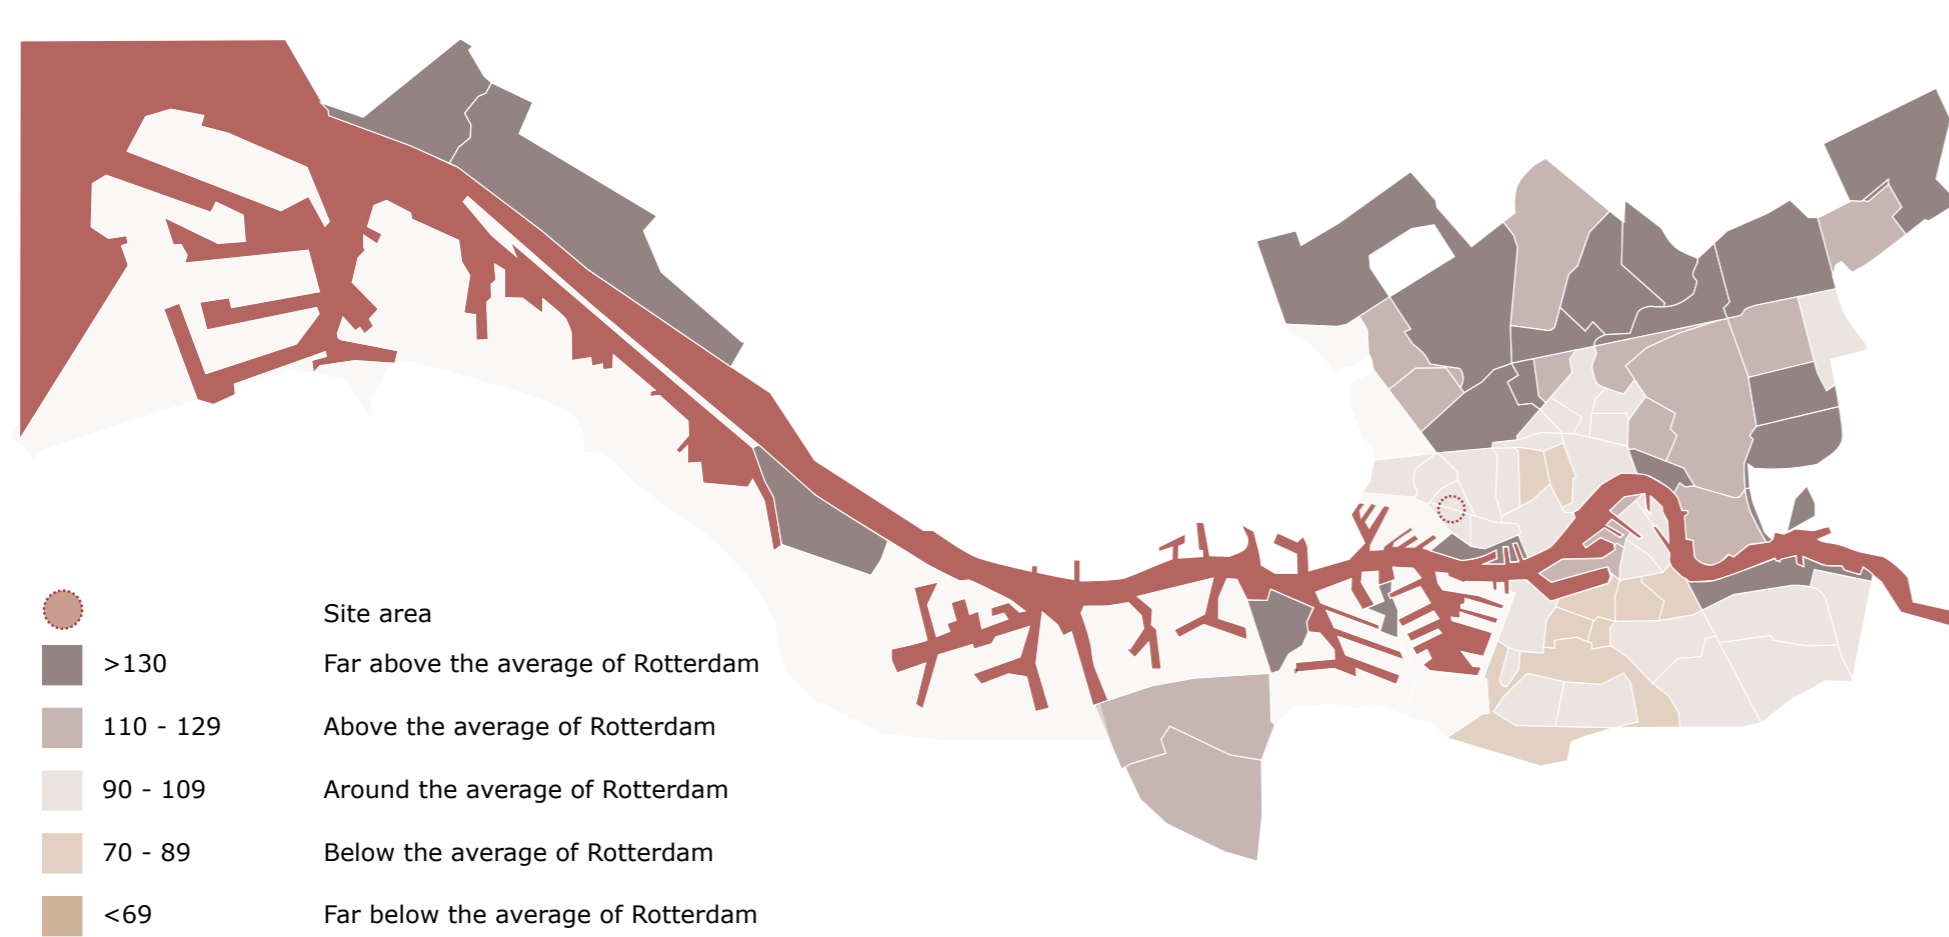 Site area
>130 Far above the average of Rotterdam
110 - 129 Above the average of Rotterdam
90 - 109 Around the average of Rotterdam
70 - 89 Below the average of Rotterdam
<69 Far below the average of Rotterdam